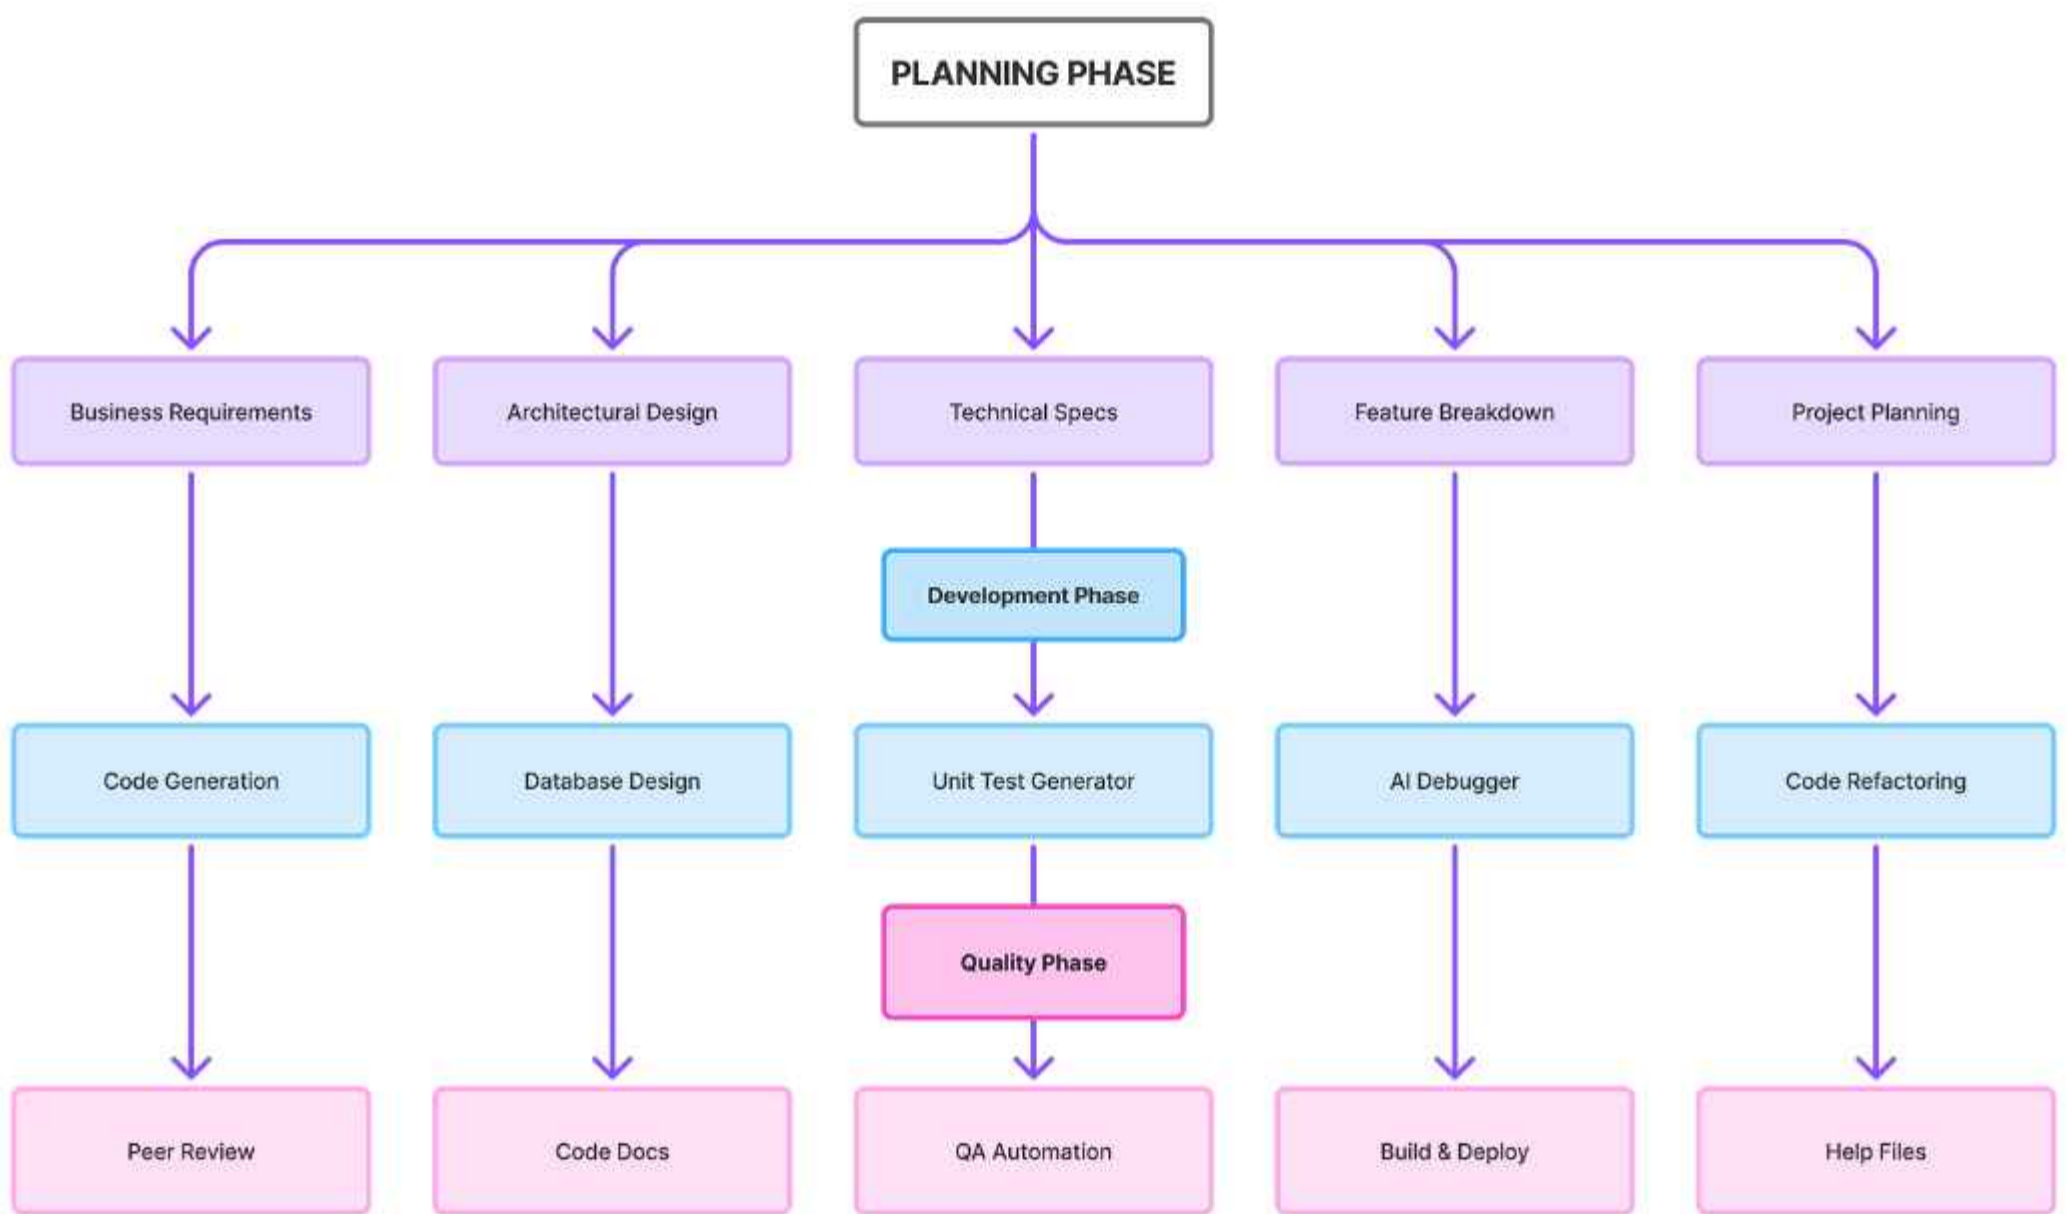 PLANNING PHASE
Business Requirements
Architectural Design
Technical Specs
Feature Breakdown
Project Planning
Development Phase
Code Generation
Database Design
Unit Test Generator
AI Debugger
Code Refactoring
Quality Phase
Peer Review
Code Docs
QA Automation
Build & Deploy
Help Files